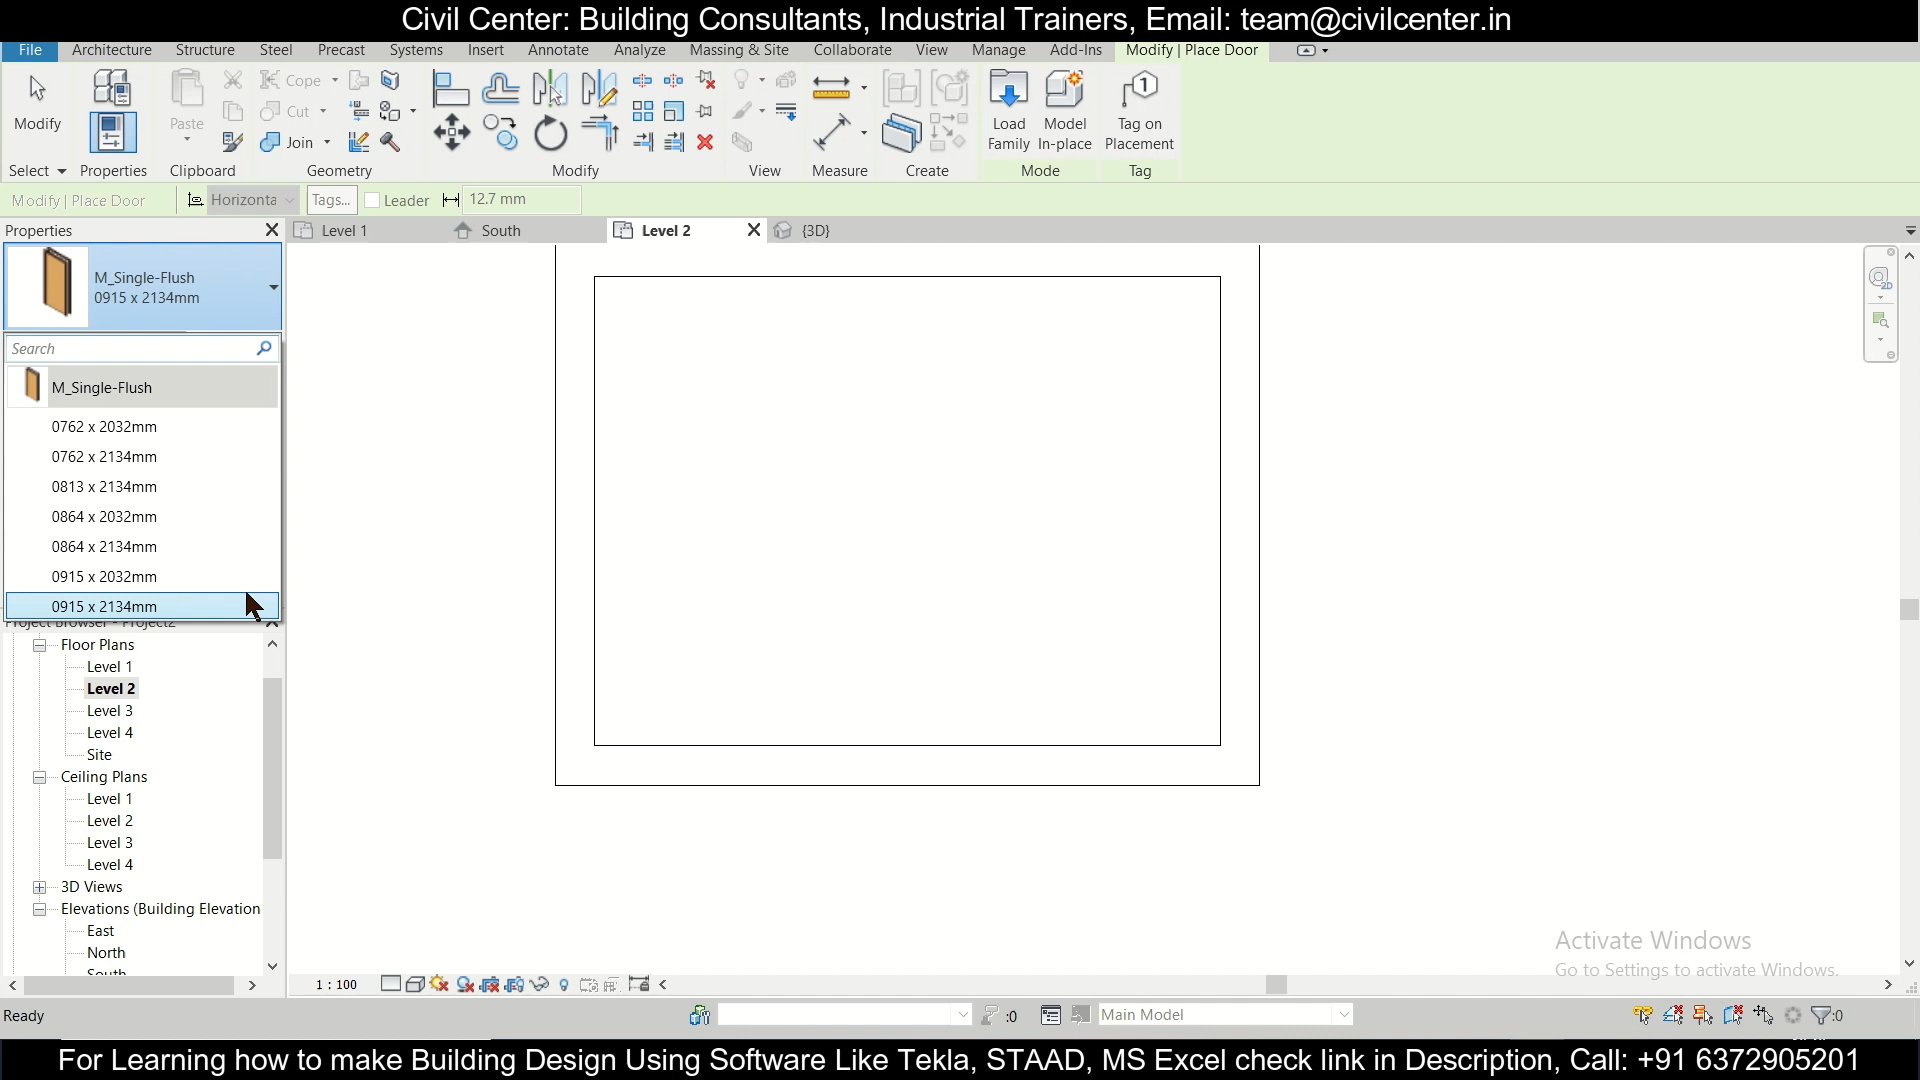 Civil Center: Building Consultants, Industrial Trainers, Email: team@civilcenter.in
File Architecture Structure Steel Precast Systems Insert Annotate Analyze Massing & Site Collaborate View Manage Add-Ins Modify | Place Door
Modify Paste Cope Cut Join Load Family Model In-place Tag on Placement
Select Properties Clipboard Geometry Modify View Measure Create Mode Tag
Modify | Place Door Horizonta Tags... Leader 12.7 mm
Properties Level 1 South Level 2 {3D}
M_Single-Flush
0915 x 2134mm
Search
M_Single-Flush
0762 x 2032mm
0762 x 2134mm
0813 x 2134mm
0864 x 2032mm
0864 x 2134mm
0915 x 2032mm
0915 x 2134mm
Project Browser - Project2
Floor Plans
Level 1
Level 2
Level 3
Level 4
Site
Ceiling Plans
Level 1
Level 2
Level 3
Level 4
3D Views
Elevations (Building Elevation
East
North
South
2D
Activate Windows
Go to Settings to activate Windows.
1 : 100
Ready :0 Main Model :0
For Learning how to make Building Design Using Software Like Tekla, STAAD, MS Excel check link in Description, Call: +91 6372905201